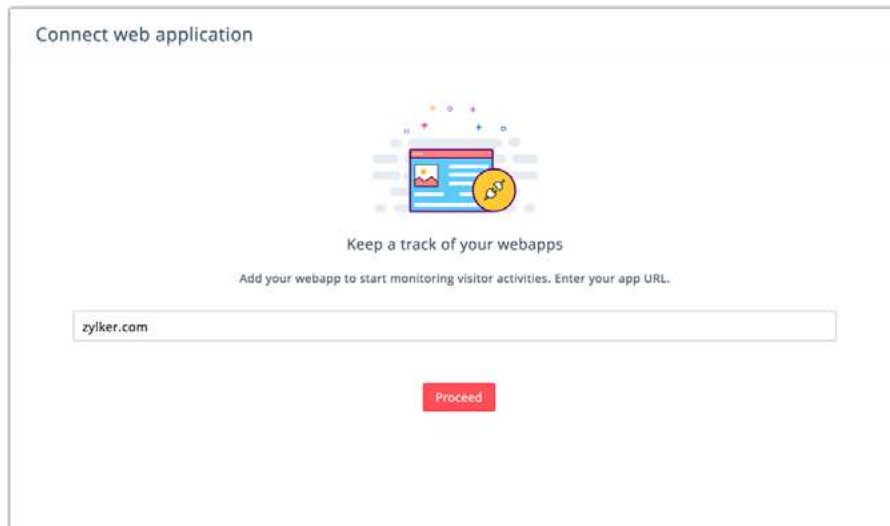 Connect web application
Keep a track of your webapps
Add your webapp to start monitoring visitor activities. Enter your app URL.
zylker.com
Proceed